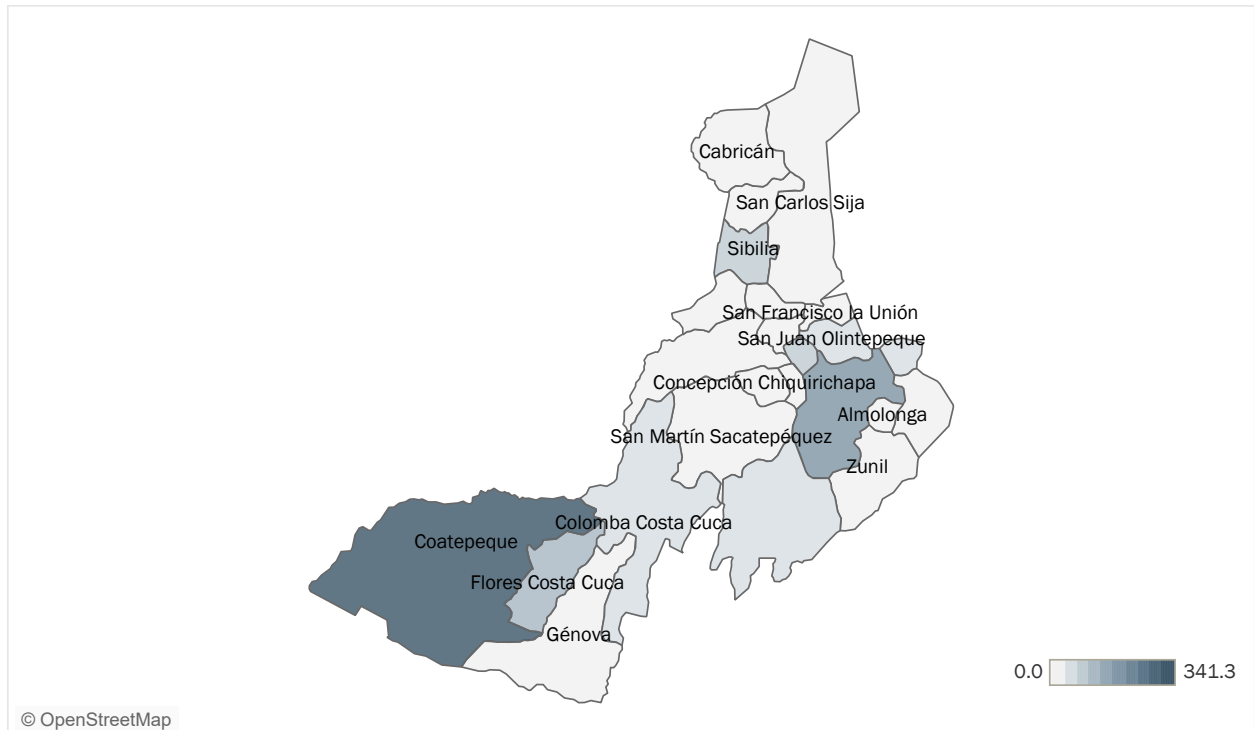 Cabricán
San Carlos Sija
Sibilia
San Francisco la Unión
San Juan Olintepeque
Concepción Chiquirichapa
Almolonga
San Martín Sacatepéquez
Zunil
Colomba Costa Cuca
Coatepeque
Flores Costa Cuca
Génova
0.0 341.3
© OpenStreetMap